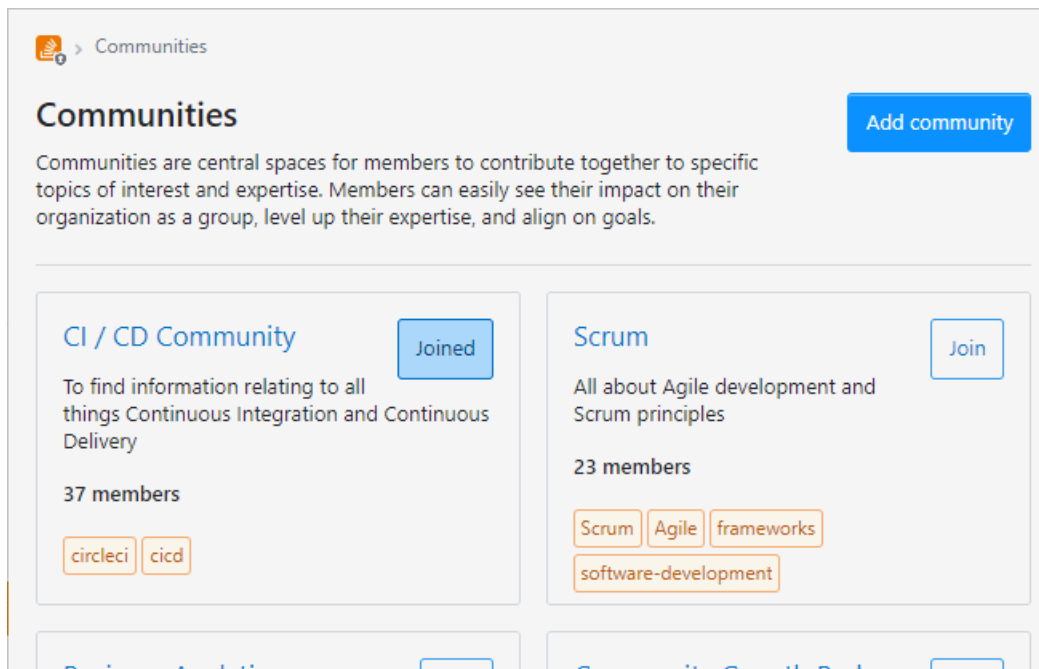 Communities
Communities
Add community
Communities are central spaces for members to contribute together to specific
topics of interest and expertise. Members can easily see their impact on their
organization as a group, level up their expertise, and align on goals.
CI / CD Community
Joined
To find information relating to all
things Continuous Integration and Continuous
Delivery
37 members
circleci cicd
Scrum
Join
All about Agile development and
Scrum principles
23 members
Scrum Agile frameworks
software-development